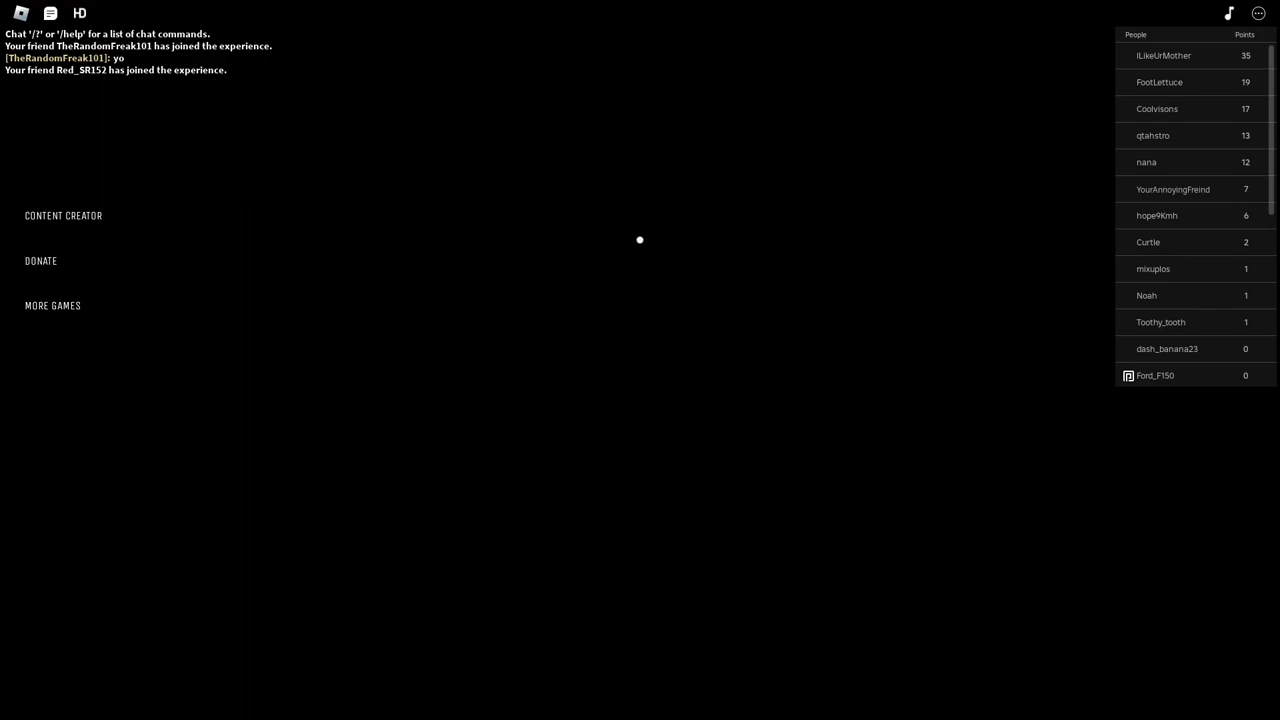 HD
Chat '/?' or '/help' for a list of chat commands.
Your friend TheRandomFreak101 has joined the experience.
[TheRandomFreak101]: yo
Your friend Red_SR152 has joined the experience.
CONTENT CREATOR
DONATE
MORE GAMES
People Points
ILikeUrMother 35
FootLettuce 19
Coolvisons 17
qtahstro 13
nana 12
YourAnnoyingFreind 7
hope9Kmh 6
Curtle 2
mixuplos 1
Noah 1
Toothy_tooth 1
dash_banana23 0
Ford_F150 0